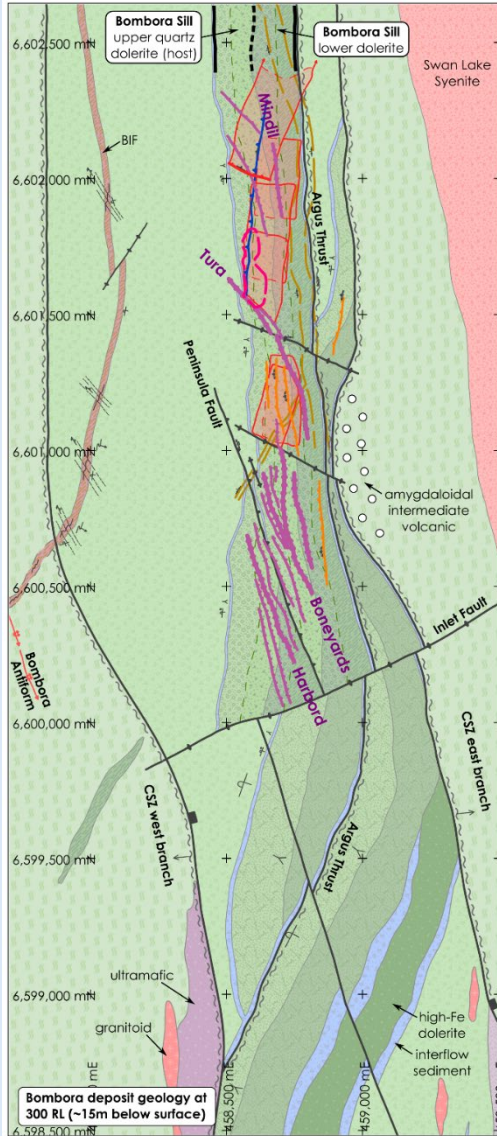 Bombora Sill
upper quartz
dolerite (host)
Bombora Sill
lower dolerite
6,602,500 mN
Swan Lake
Syenite
BIF
Mindil
6,602,000 mN
Argus Thrust
Tura
6,601,500 mN
Peninsula Fault
6,601,000 mN
amygdaloidal
intermediate
volcanic
6,600,500 mN
Boneyards
Inlet Fault
Bombora
Antiform
Harbord
6,600,000 mN
CSZ west branch
CSZ east branch
Argus Thrust
6,599,500 mN
ultramafic
6,599,000 mN
granitoid
high-Fe
dolerite
interflow
sediment
Bombora deposit geology at
300 RL (~15m below surface)
458,500 mE
459,000 mE
6,598,500 mN